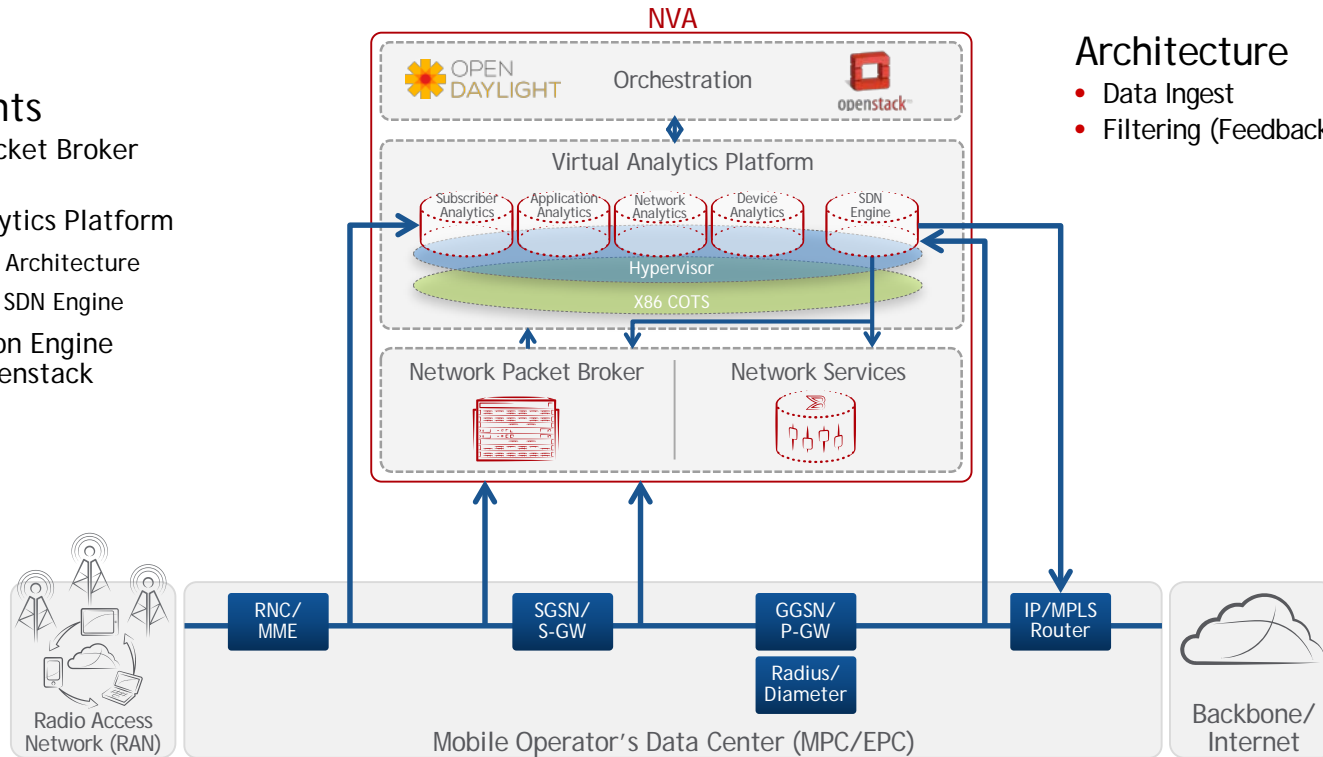 NVA
OPEN
DAYLIGHT
Orchestration
openstack
Virtual Analytics Platform
Subscriber
Analytics
Application
Analytics
Network
Analytics
Device
Analytics
SDN
Engine
Hypervisor
X86 COTS
Network Packet Broker
Network Services
nts
cket Broker
ytics Platform
Architecture
SDN Engine
on Engine
enstack
Architecture
• Data Ingest
• Filtering (Feedback
RNC/
MME
SGSN/
S-GW
GGSN/
P-GW
IP/MPLS
Router
Radius/
Diameter
Radio Access
Network (RAN)
Mobile Operator's Data Center (MPC/EPC)
Backbone/
Internet